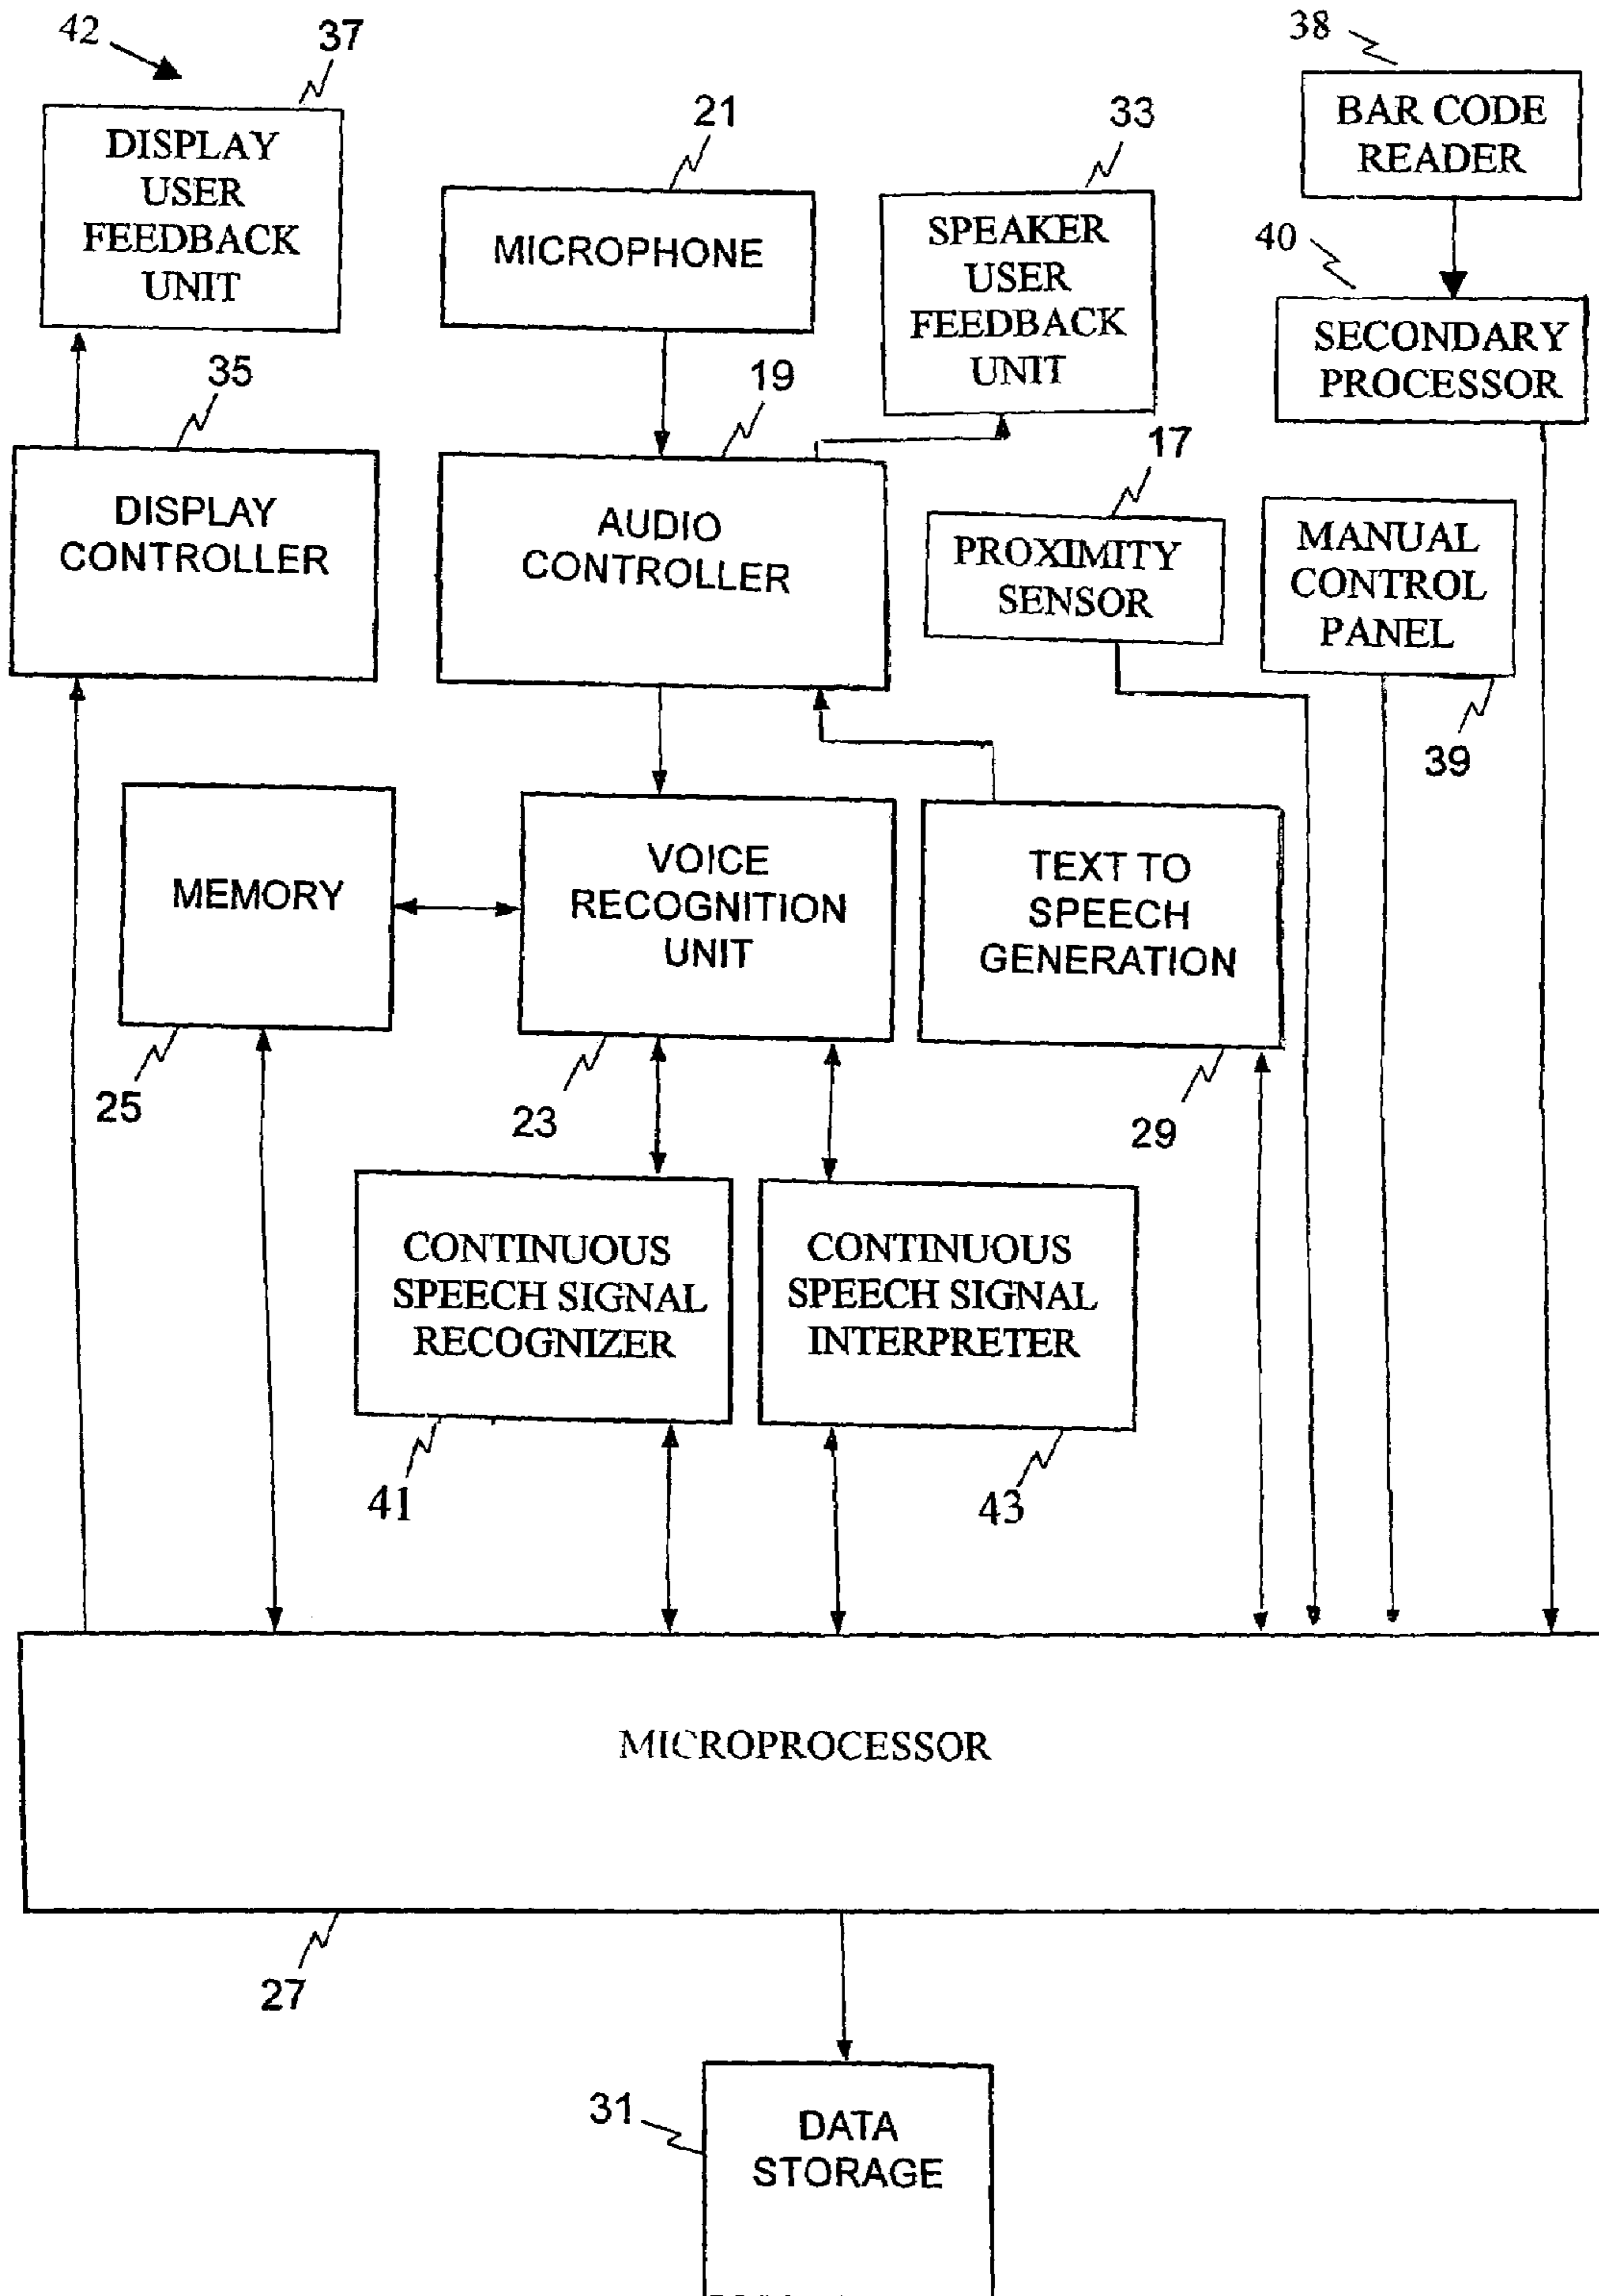 42
37
38
DISPLAY
USER
FEEDBACK
UNIT
21
MICROPHONE
33
SPEAKER
USER
FEEDBACK
UNIT
BAR CODE
READER
40
SECONDARY
PROCESSOR
35
DISPLAY
CONTROLLER
19
AUDIO
CONTROLLER
17
PROXIMITY
SENSOR
MANUAL
CONTROL
PANEL
39
MEMORY
25
VOICE
RECOGNITION
UNIT
23
TEXT TO
SPEECH
GENERATION
29
CONTINUOUS
SPEECH SIGNAL
RECOGNIZER
41
CONTINUOUS
SPEECH SIGNAL
INTERPRETER
43
MICROPROCESSOR
27
31
DATA
STORAGE